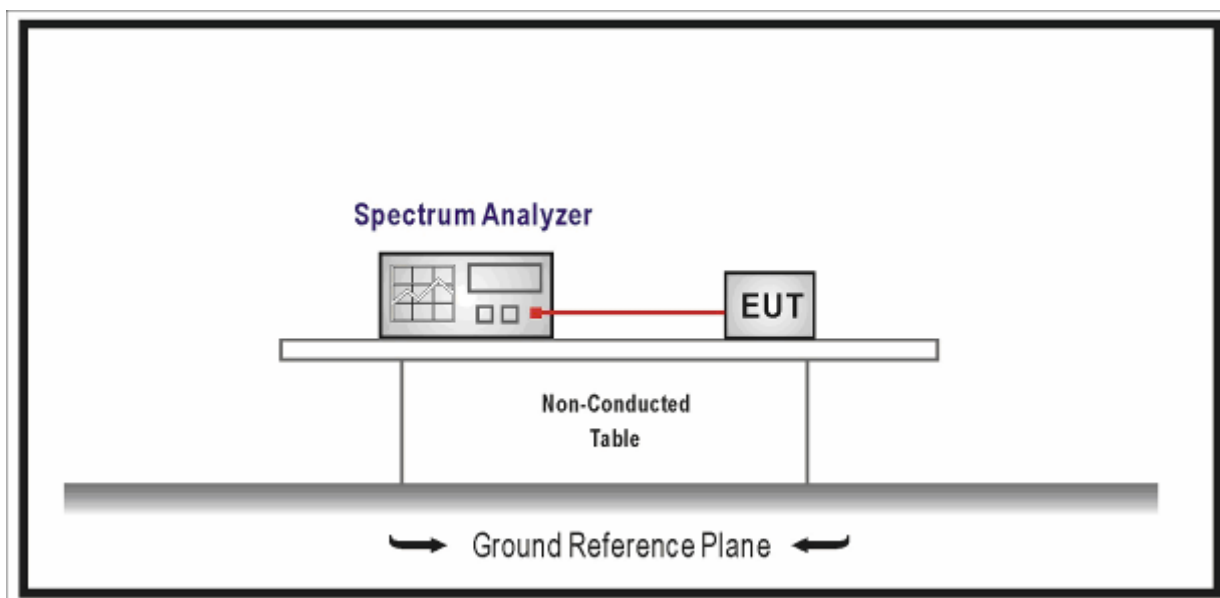 Spectrum Analyzer
EUT
Non-Conducted
Table
Ground Reference Plane